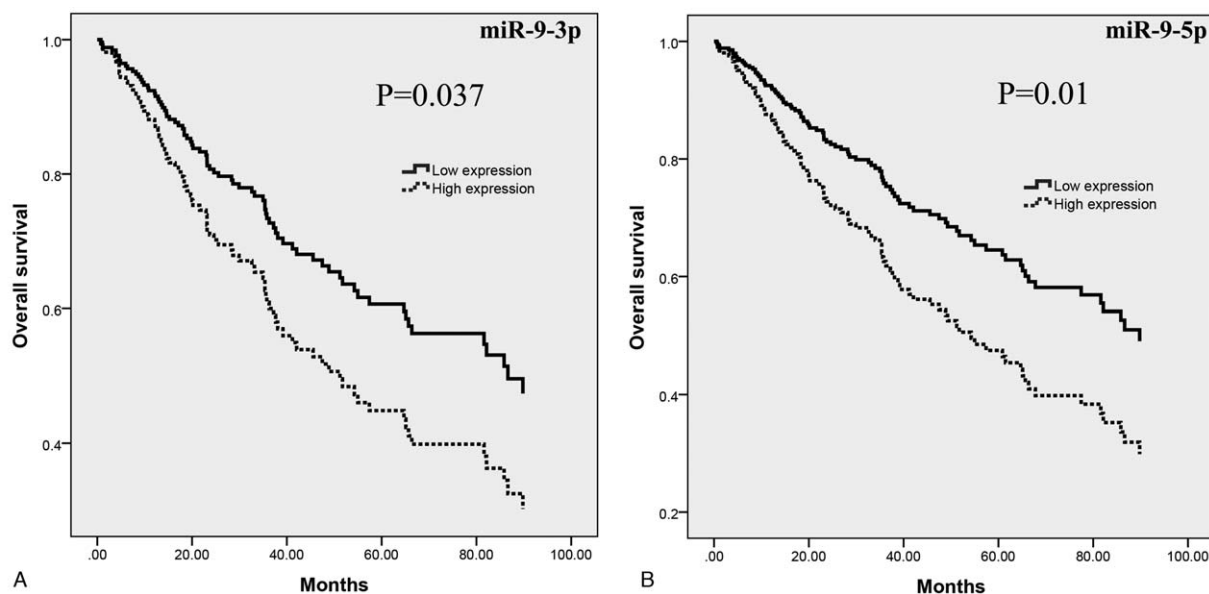 miR-9-3p
P=0.037
Low expression
High expression
Overall survival
1.0
0.8
0.6
0.4
.00 20.00 40.00 60.00 80.00 100.00
Months
A
miR-9-5p
P=0.01
Low expression
High expression
Overall survival
1.0
0.8
0.6
0.4
0.2
.00 20.00 40.00 60.00 80.00 100.00
Months
B